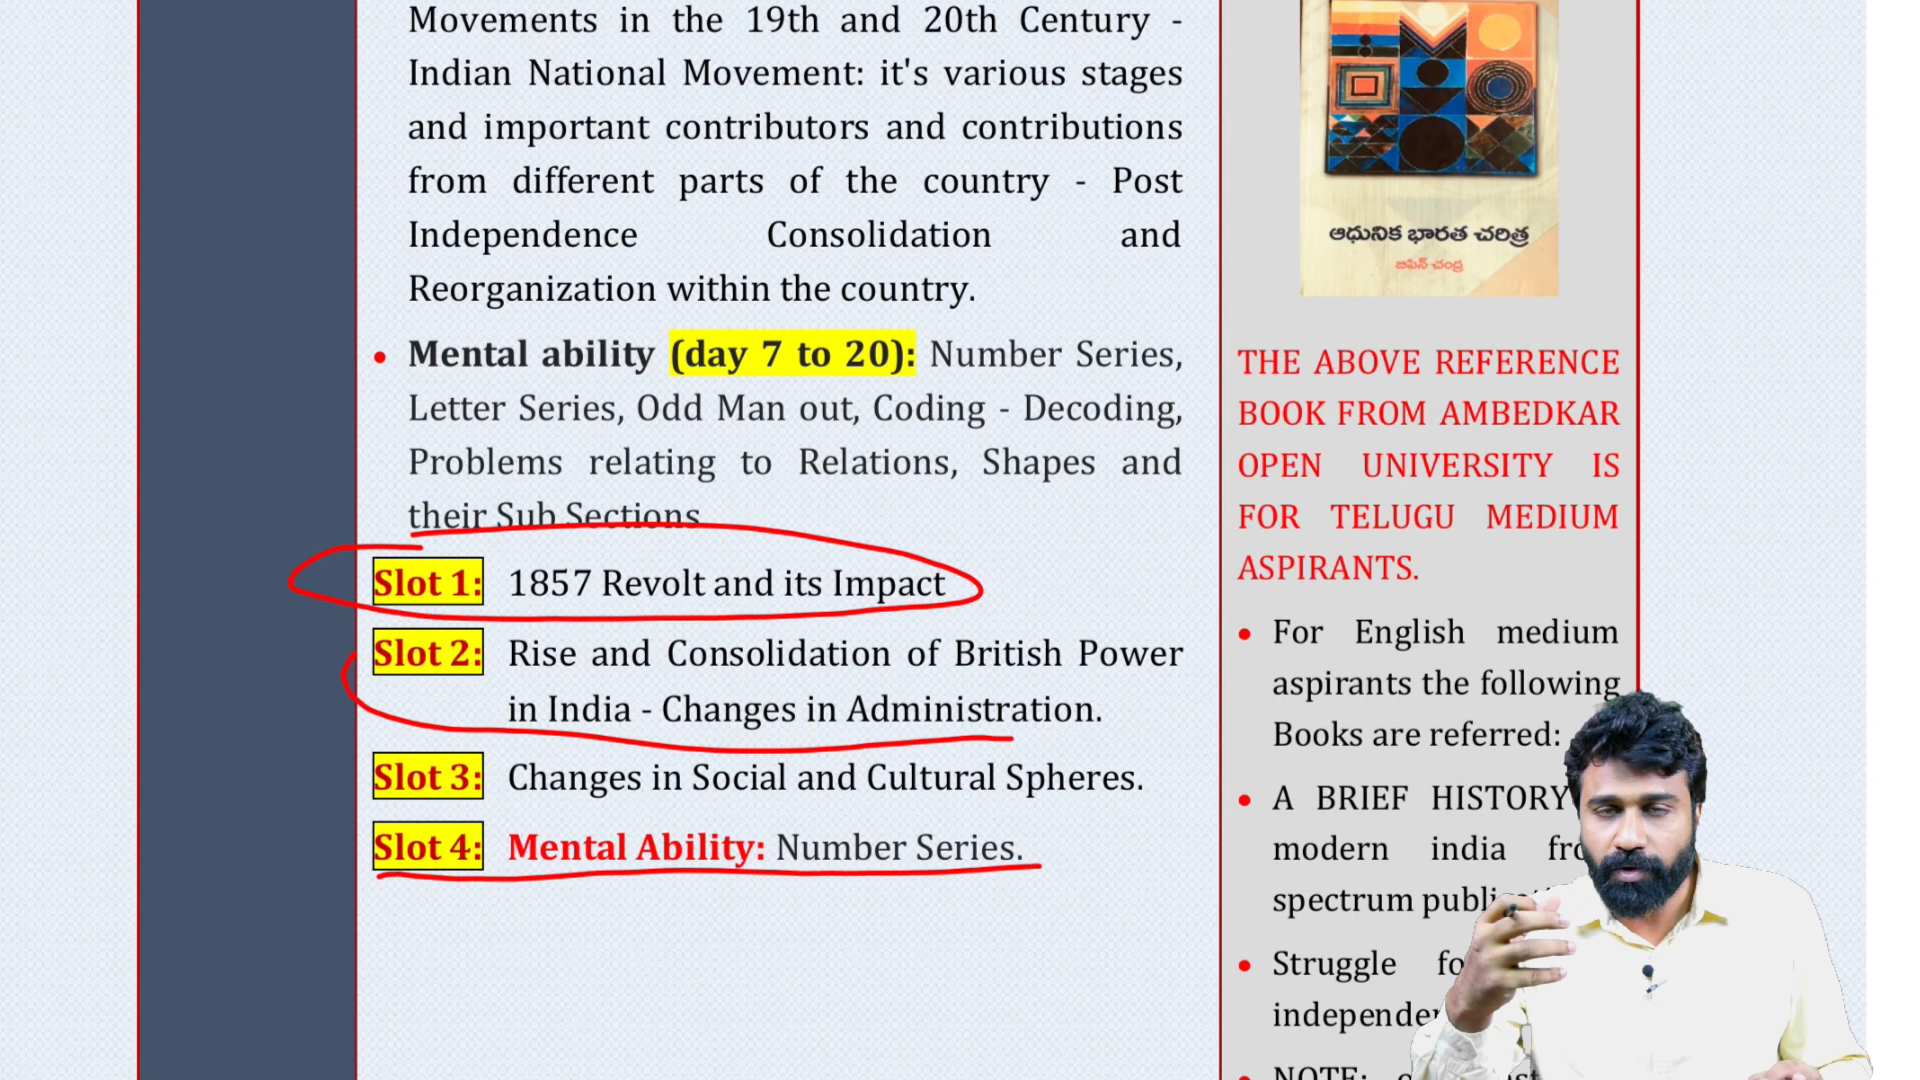 Movements in the 19th and 20th Century -
Indian National Movement: it's various stages
and important contributors and contributions
from different parts of the country - Post
Independence Consolidation and
Reorganization within the country.
• Mental ability (day 7 to 20): Number Series,
Letter Series, Odd Man out, Coding - Decoding,
Problems relating to Relations, Shapes and
their Sub Sections
Slot 1: 1857 Revolt and its Impact
Slot 2: Rise and Consolidation of British Power
in India - Changes in Administration.
Slot 3: Changes in Social and Cultural Spheres.
Slot 4: Mental Ability: Number Series.
ఆధునిక భారత చరిత్ర
బిపిన్ చంద్ర
THE ABOVE REFERENCE
BOOK FROM AMBEDKAR
OPEN UNIVERSITY IS
FOR TELUGU MEDIUM
ASPIRANTS.
• For English medium
aspirants the following
Books are referred:
• A BRIEF HISTORY
modern india
spectrum
• Struggle
• NOTE: